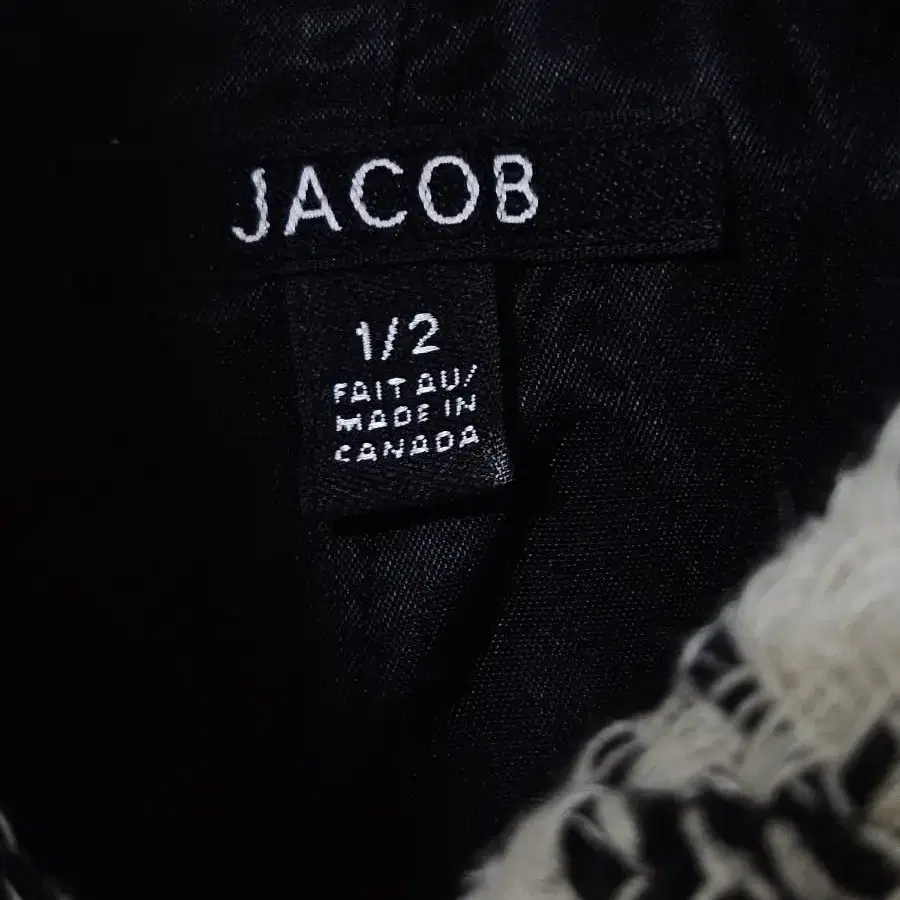 JACOB
1/2
FAIT AU/
MADE IN
CANADA